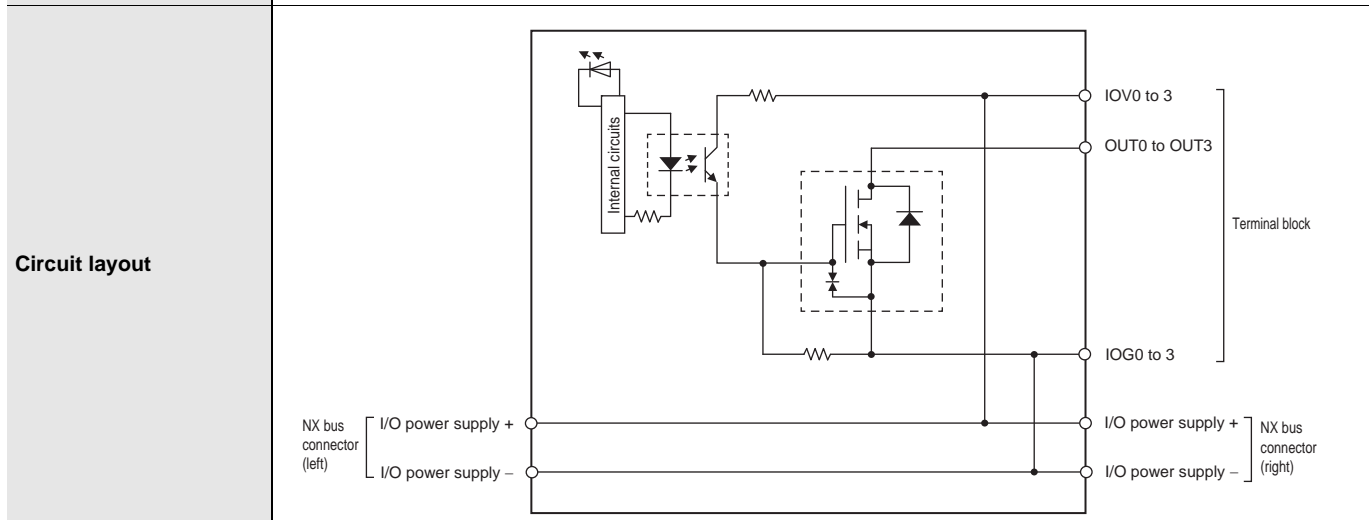 Circuit layout
Internal circuits
IOV0 to 3
OUT0 to OUT3
Terminal block
IOG0 to 3
NX bus
connector
(left)
I/O power supply +
I/O power supply −
I/O power supply +
I/O power supply −
NX bus
connector
(right)